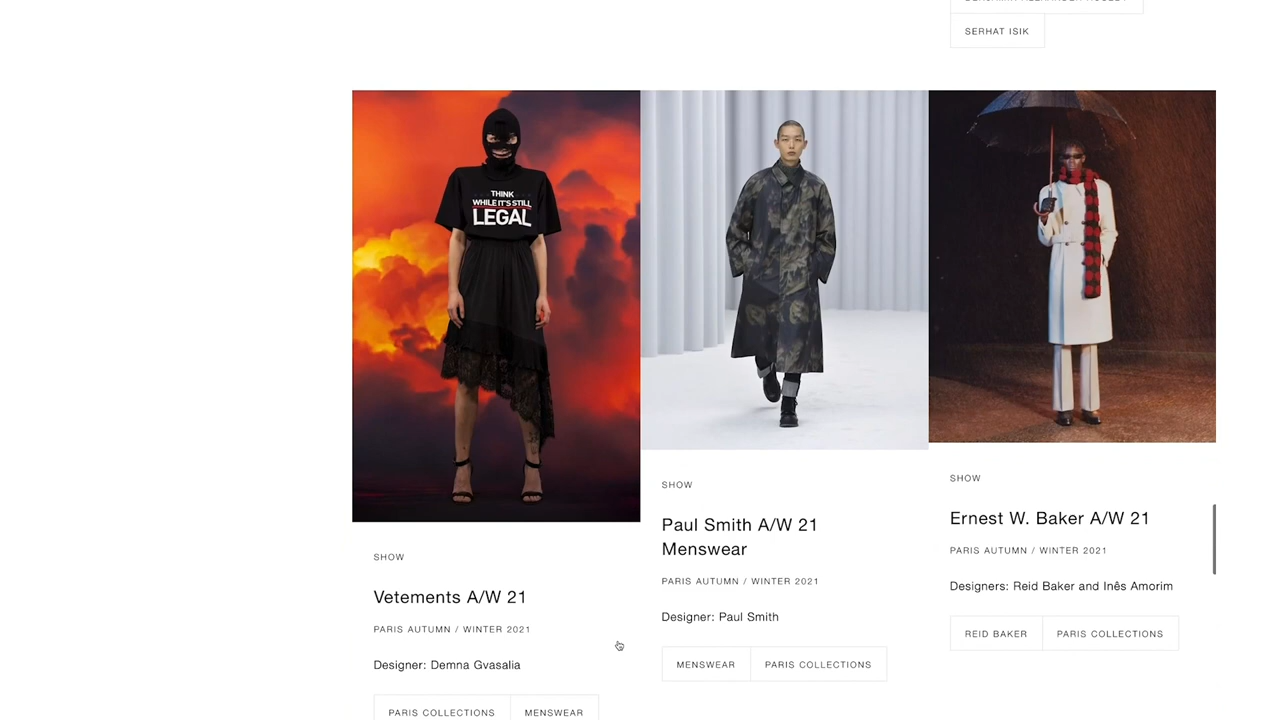 SERHAT ISIK
THINK
WHILE IT'S STILL
LEGAL
SHOW
Vetements A/W 21
PARIS AUTUMN / WINTER 2021
Designer: Demna Gvasalia
PARIS COLLECTIONS
MENSWEAR
SHOW
Paul Smith A/W 21
Menswear
PARIS AUTUMN / WINTER 2021
Designer: Paul Smith
MENSWEAR
PARIS COLLECTIONS
SHOW
Ernest W. Baker A/W 21
PARIS AUTUMN / WINTER 2021
Designers: Reid Baker and Inês Amorim
REID BAKER
PARIS COLLECTIONS